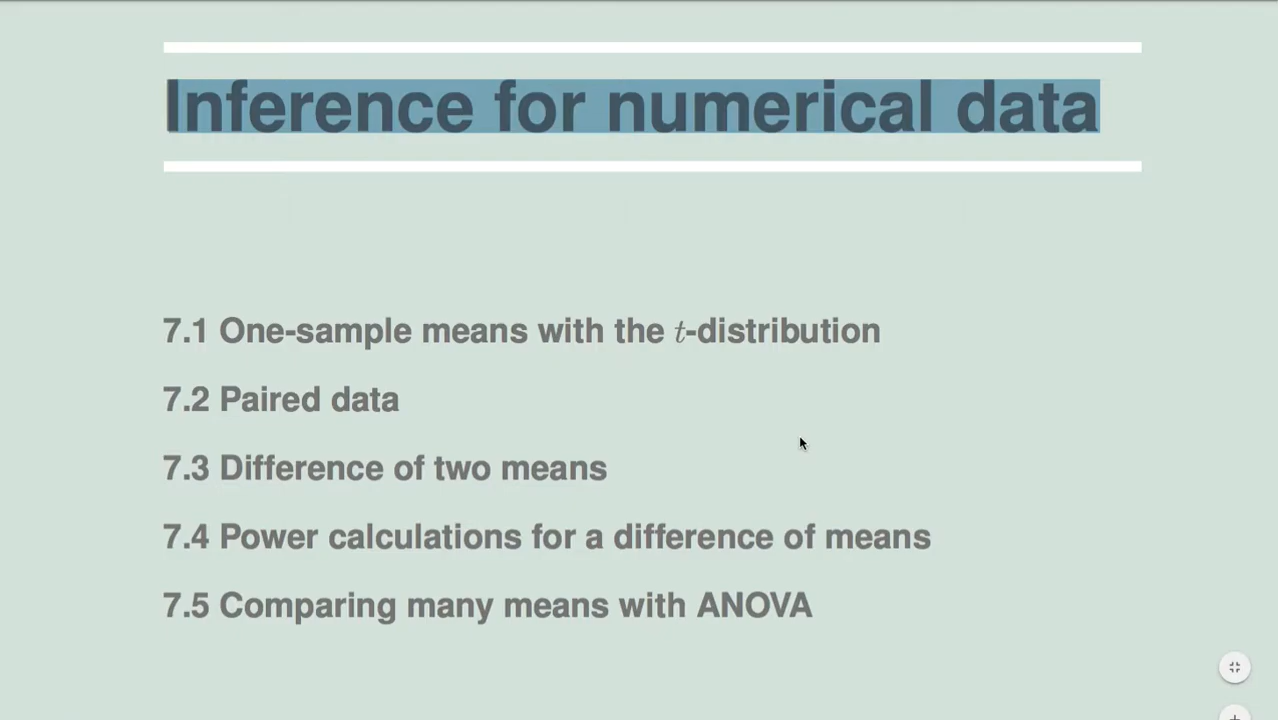 Inference for numerical data
7.1 One-sample means with the t-distribution
7.2 Paired data
7.3 Difference of two means
7.4 Power calculations for a difference of means
7.5 Comparing many means with ANOVA